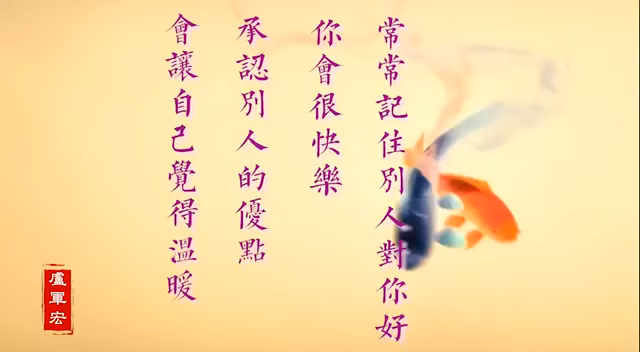 常常記住別人對你好
你會很快樂
承認別人的優點
會讓自己覺得溫暖
盧軍宏